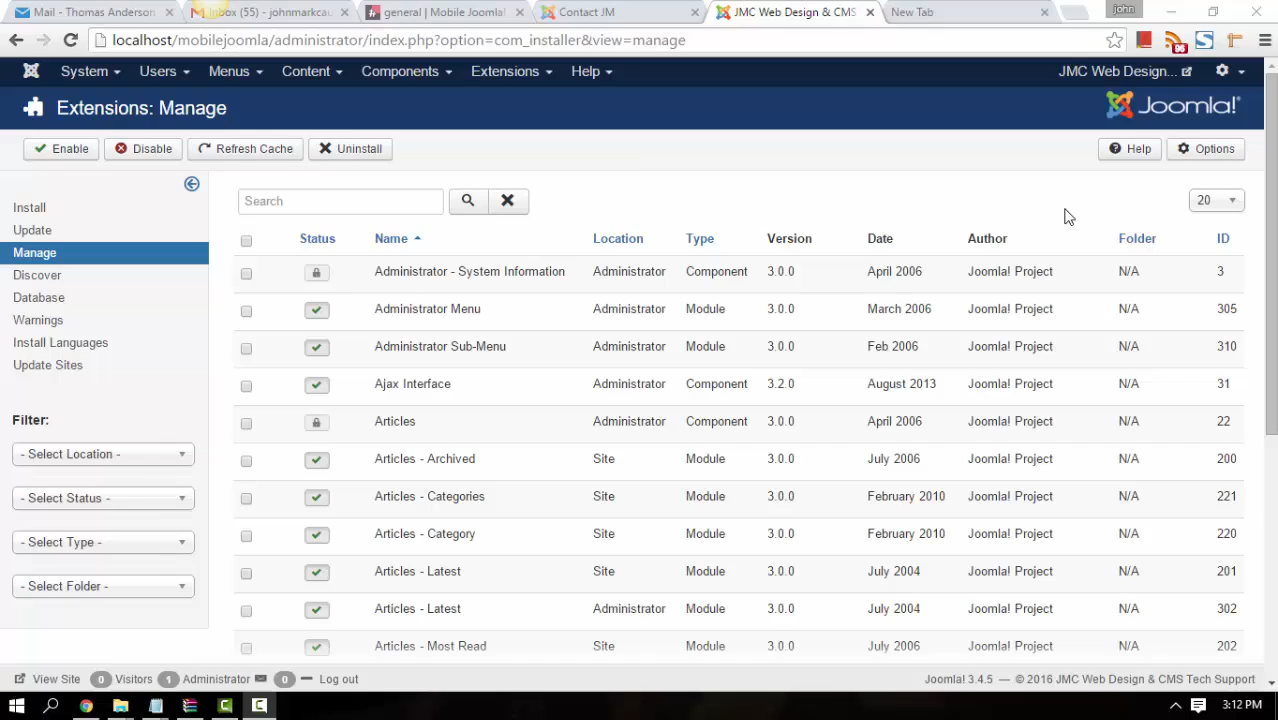 Mail - Thomas Anderson
Inbox (55) - johnmarkcau
general | Mobile Joomla!
Contact JM
JMC Web Design & CMS
New Tab
john
localhost/mobilejoomla/administrator/index.php?option=com_installer&view=manage
96
System Users Menus Content Components Extensions Help JMC Web Design...
Extensions: Manage Joomla!®
Enable Disable Refresh Cache Uninstall Help Options
Install
Update
Manage
Discover
Database
Warnings
Install Languages
Update Sites
Filter:
- Select Location -
- Select Status -
- Select Type -
- Select Folder -
Search 20
Status Name Location Type Version Date Author Folder ID
Administrator - System Information Administrator Component 3.0.0 April 2006 Joomla! Project N/A 3
Administrator Menu Administrator Module 3.0.0 March 2006 Joomla! Project N/A 305
Administrator Sub-Menu Administrator Module 3.0.0 Feb 2006 Joomla! Project N/A 310
Ajax Interface Administrator Component 3.2.0 August 2013 Joomla! Project N/A 31
Articles Administrator Component 3.0.0 April 2006 Joomla! Project N/A 22
Articles - Archived Site Module 3.0.0 July 2006 Joomla! Project N/A 200
Articles - Categories Site Module 3.0.0 February 2010 Joomla! Project N/A 221
Articles - Category Site Module 3.0.0 February 2010 Joomla! Project N/A 220
Articles - Latest Site Module 3.0.0 July 2004 Joomla! Project N/A 201
Articles - Latest Administrator Module 3.0.0 July 2004 Joomla! Project N/A 302
Articles - Most Read Site Module 3.0.0 July 2006 Joomla! Project N/A 202
View Site 0 Visitors 1 Administrator 0 Log out Joomla! 3.4.5 — © 2016 JMC Web Design & CMS Tech Support
3:12 PM